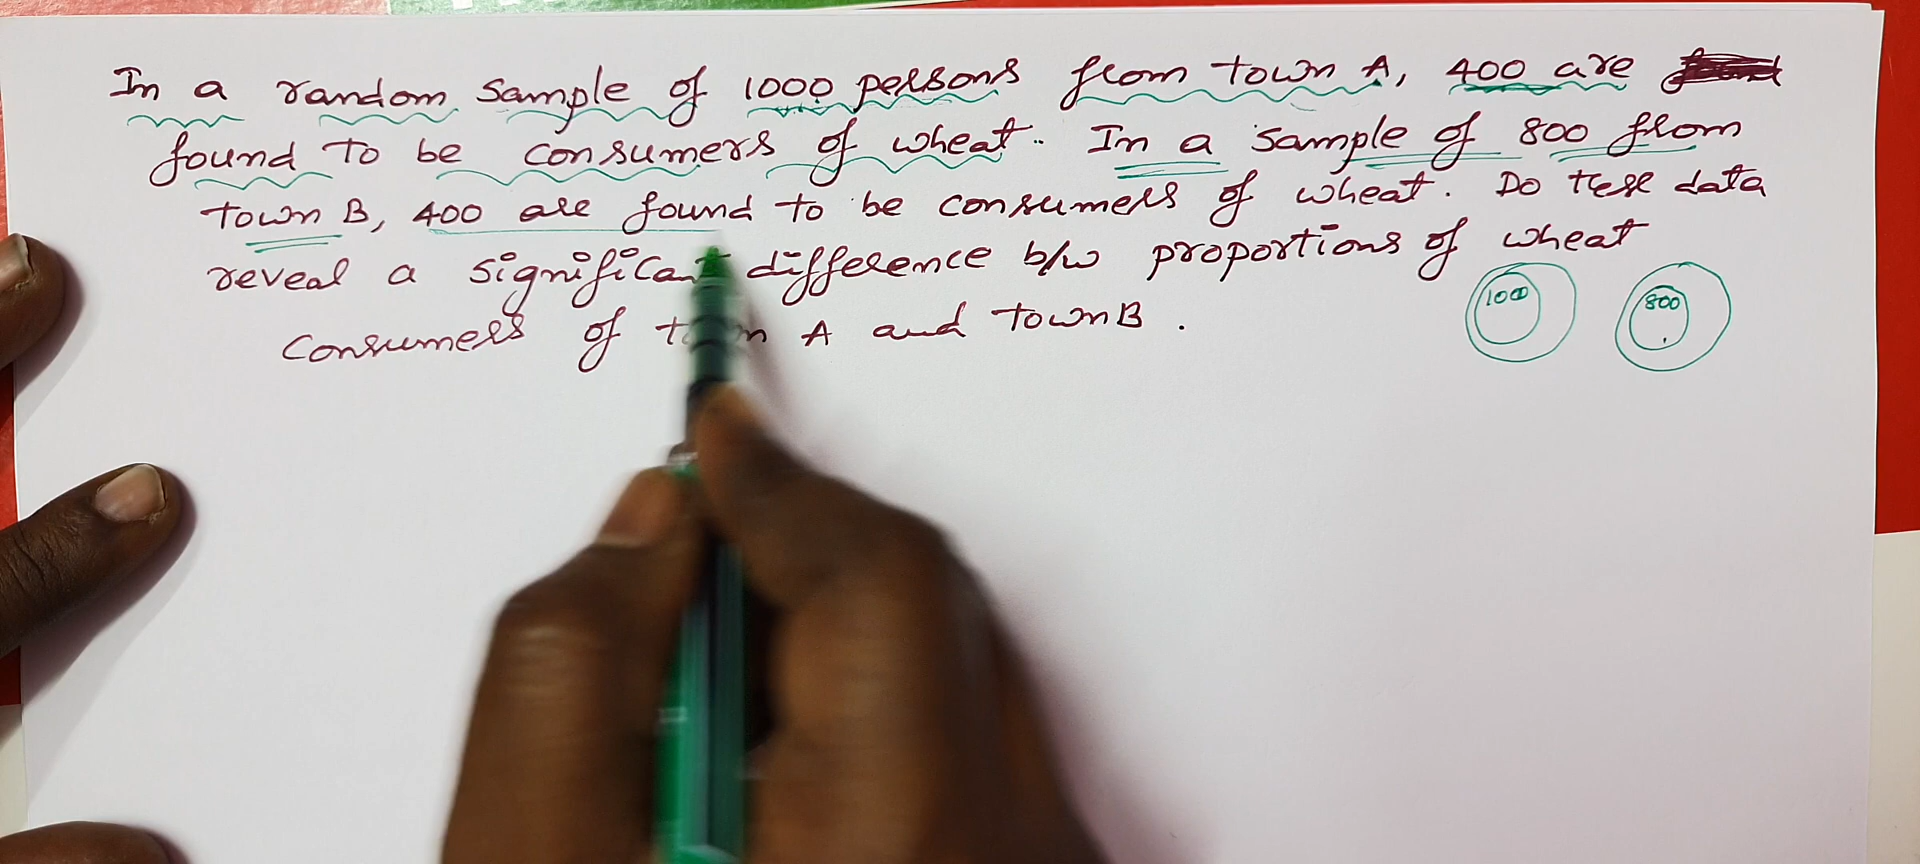 In a random sample of 1000 persons from town A, 400 are
found to be consumers of wheat. In a sample of 800 from
town B, 400 are found to be consumers of wheat. Do these data
reveal a significant difference b/w proportions of wheat
consumers of town A and town B.
1000
800